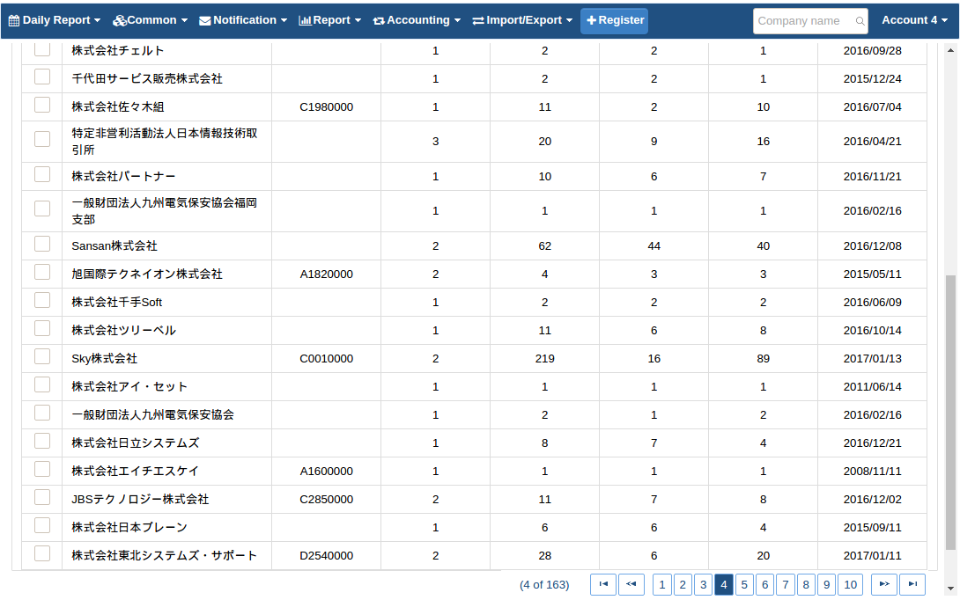 Daily Report Common Notification Report Accounting Import/Export Register Company name Account 4
株式会社チェルト 1 2 2 1 2016/09/28
千代田サービス販売株式会社 1 2 2 1 2015/12/24
株式会社佐々木組 C1980000 1 11 2 10 2016/07/04
特定非営利活動法人日本情報技術取
引所 3 20 9 16 2016/04/21
株式会社パートナー 1 10 6 7 2016/11/21
一般財団法人九州電気保安協会福岡
支部 1 1 1 1 2016/02/16
Sansan株式会社 2 62 44 40 2016/12/08
旭国際テクネイオン株式会社 A1820000 2 4 3 3 2015/05/11
株式会社千手Soft 1 2 2 2 2016/06/09
株式会社ツリーベル 1 11 6 8 2016/10/14
Sky株式会社 C0010000 2 219 16 89 2017/01/13
株式会社アイ・セット 1 1 1 1 2011/06/14
一般財団法人九州電気保安協会 1 2 1 2 2016/02/16
株式会社日立システムズ 1 8 7 4 2016/12/21
株式会社エイチエスケイ A1600000 1 1 1 1 2008/11/11
JBSテクノロジー株式会社 C2850000 2 11 7 8 2016/12/02
株式会社日本ブレーン 1 6 6 4 2015/09/11
株式会社東北システムズ・サポート D2540000 2 28 6 20 2017/01/11
(4 of 163) 1 2 3 4 5 6 7 8 9 10